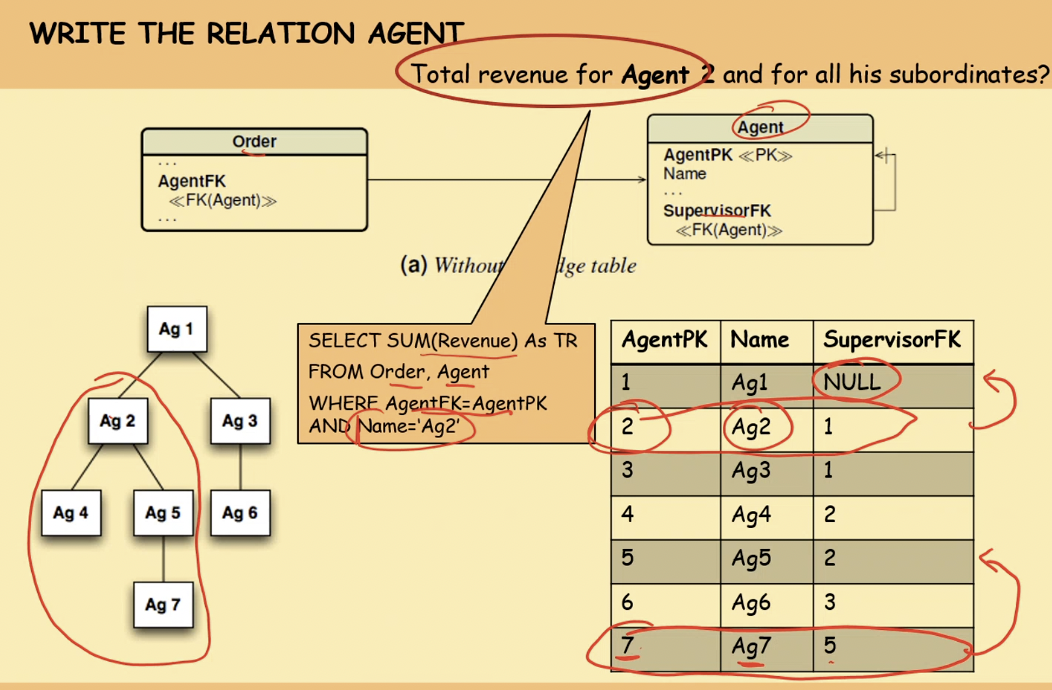 WRITE THE RELATION AGENT
Total revenue for Agent 2 and for all his subordinates?
Order
...
AgentFK
≪FK(Agent)≫
...
Agent
AgentPK ≪PK≫
Name
...
SupervisorFK
≪FK(Agent)≫
(a) Without dge table
Ag 1
Ag 2
Ag 3
Ag 4
Ag 5
Ag 6
Ag 7
SELECT SUM(Revenue) As TR
FROM Order, Agent
WHERE AgentFK=AgentPK
AND Name='Ag2'
AgentPK Name SupervisorFK
1 Ag1 NULL
2 Ag2 1
3 Ag3 1
4 Ag4 2
5 Ag5 2
6 Ag6 3
7 Ag7 5